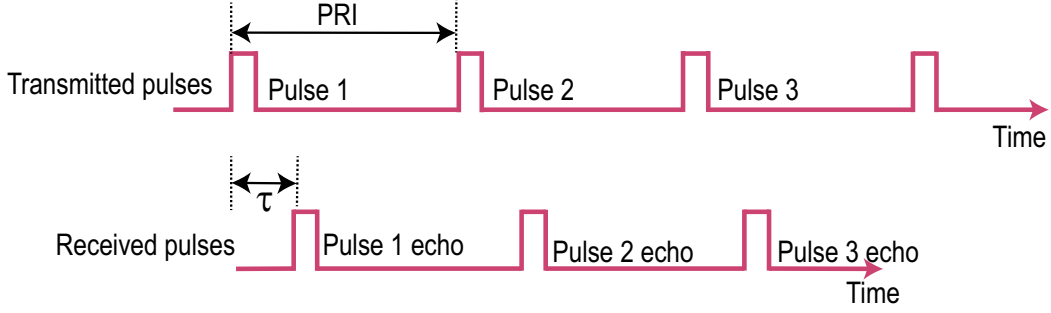 PRI
Transmitted pulses
Pulse 1
Pulse 2
Pulse 3
Time
τ
Received pulses
Pulse 1 echo
Pulse 2 echo
Pulse 3 echo
Time